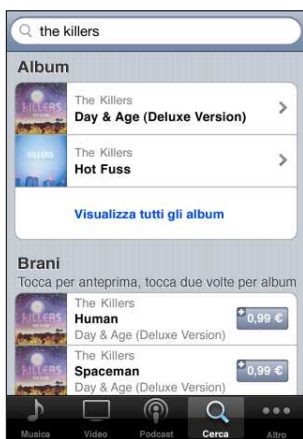 the killers
Album
The Killers
Day & Age (Deluxe Version)
The Killers
Hot Fuss
Visualizza tutti gli album
Brani
Tocca per anteprima, tocca due volte per album
The Killers
Human
0,99 €
Day & Age (Deluxe Version)
The Killers
Spaceman
0,99 €
Day & Age (Deluxe Version)
Musica Video Podcast Cerca Altro